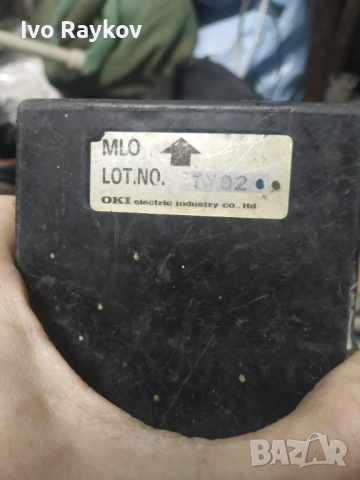 Ivo Raykov
MLO
LOT.NO.
OKI electric industry co., ltd
BAZAR